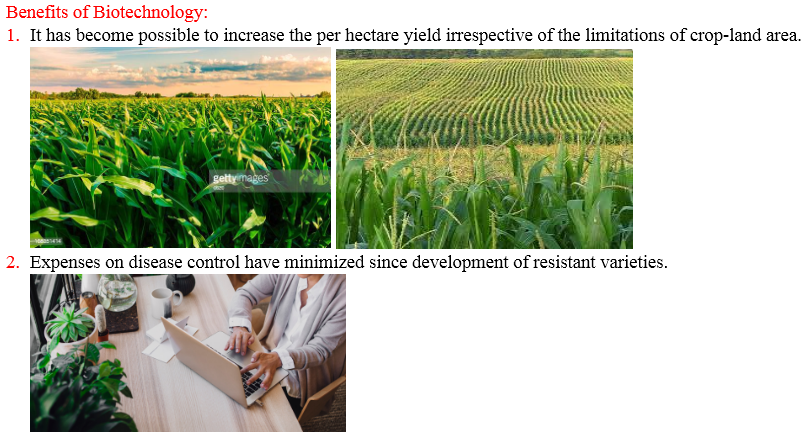 Benefits of Biotechnology:
1. It has become possible to increase the per hectare yield irrespective of the limitations of crop-land area.
gettyimages
2. Expenses on disease control have minimized since development of resistant varieties.